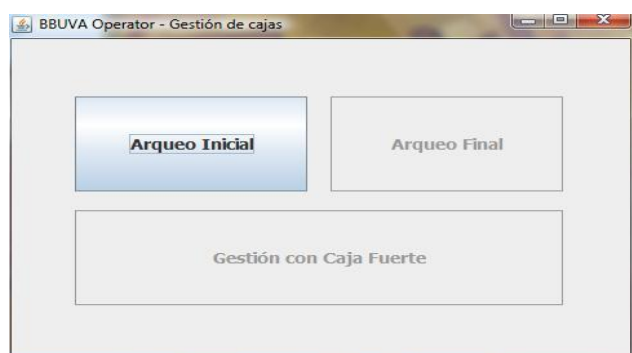 BBUVA Operator - Gestión de cajas
Arqueo Inicial
Arqueo Final
Gestión con Caja Fuerte